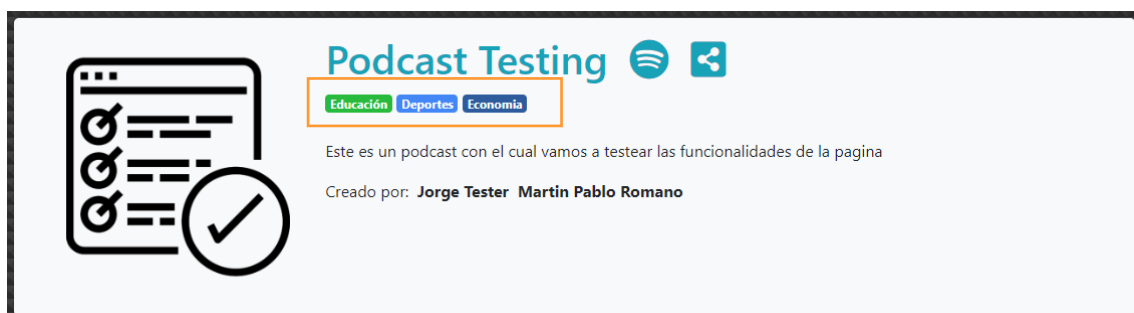 Podcast Testing
Educación Deportes Economia
Este es un podcast con el cual vamos a testear las funcionalidades de la pagina
Creado por: Jorge Tester Martin Pablo Romano